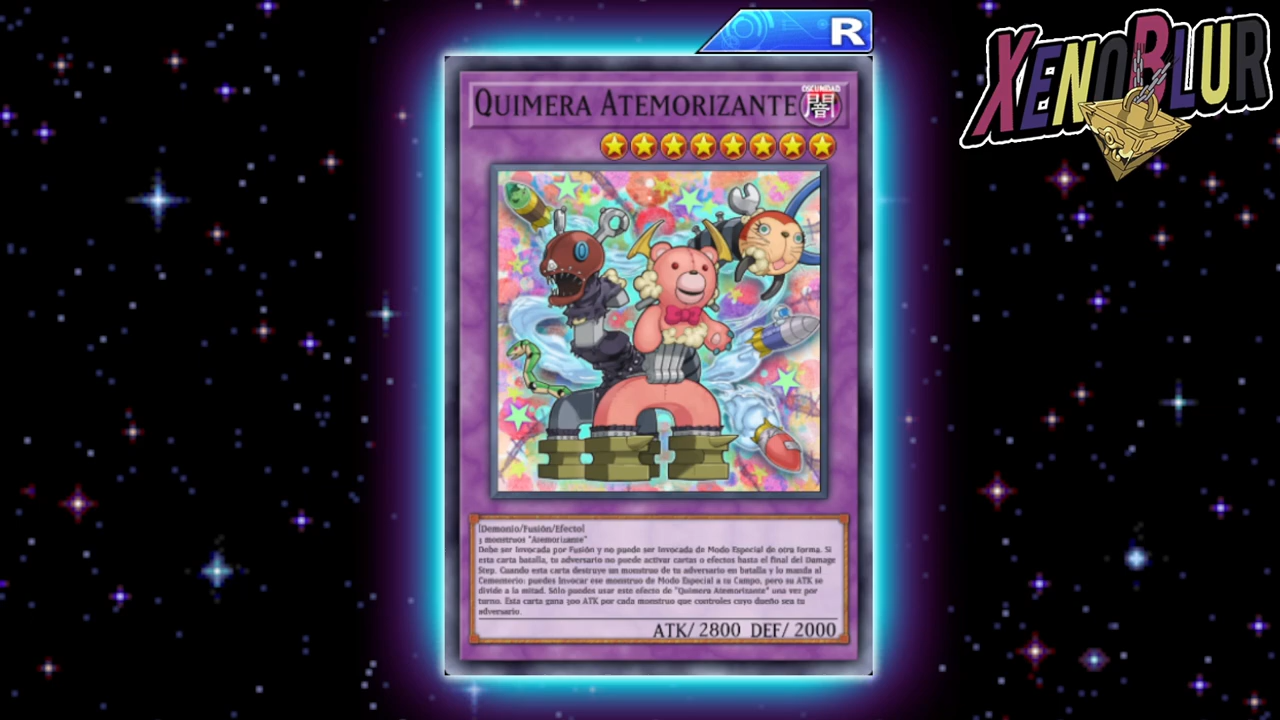 R
XENOBLUR
QUIMERA ATEMORIZANTE
OSCURIDAD
闇
[Demonio/Fusión/Efecto]
3 monstruos "Atemorizante"
Debe ser Invocada por Fusión y no puede ser Invocada de Modo Especial de otra forma. Si
esta carta batalla, tu adversario no puede activar cartas o efectos hasta el final del Damage
Step. Cuando esta carta destruye un monstruo de tu adversario en batalla y lo manda al
Cementerio: puedes Invocar ese monstruo de Modo Especial a tu Campo, pero su ATK se
divide a la mitad. Sólo puedes usar este efecto de "Quimera Atemorizante" una vez por
turno. Esta carta gana 300 ATK por cada monstruo que controles cuyo dueño sea tu
adversario.
ATK/ 2800 DEF/ 2000